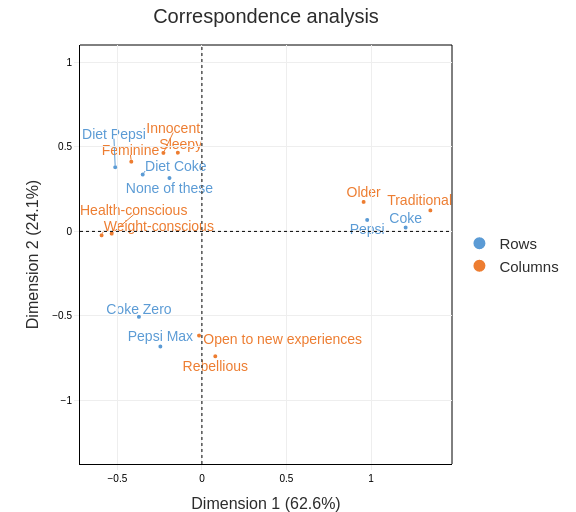 Correspondence analysis
1
0.5
0
−0.5
−1
−0.5
0
0.5
1
Dimension 2 (24.1%)
Dimension 1 (62.6%)
Innocent
Diet Pepsi
Sleepy
Feminine
Diet Coke
None of these
Older
Traditional
Health-conscious
Coke
Weight-conscious
Pepsi
Coke Zero
Pepsi Max
Open to new experiences
Rebellious
Rows
Columns